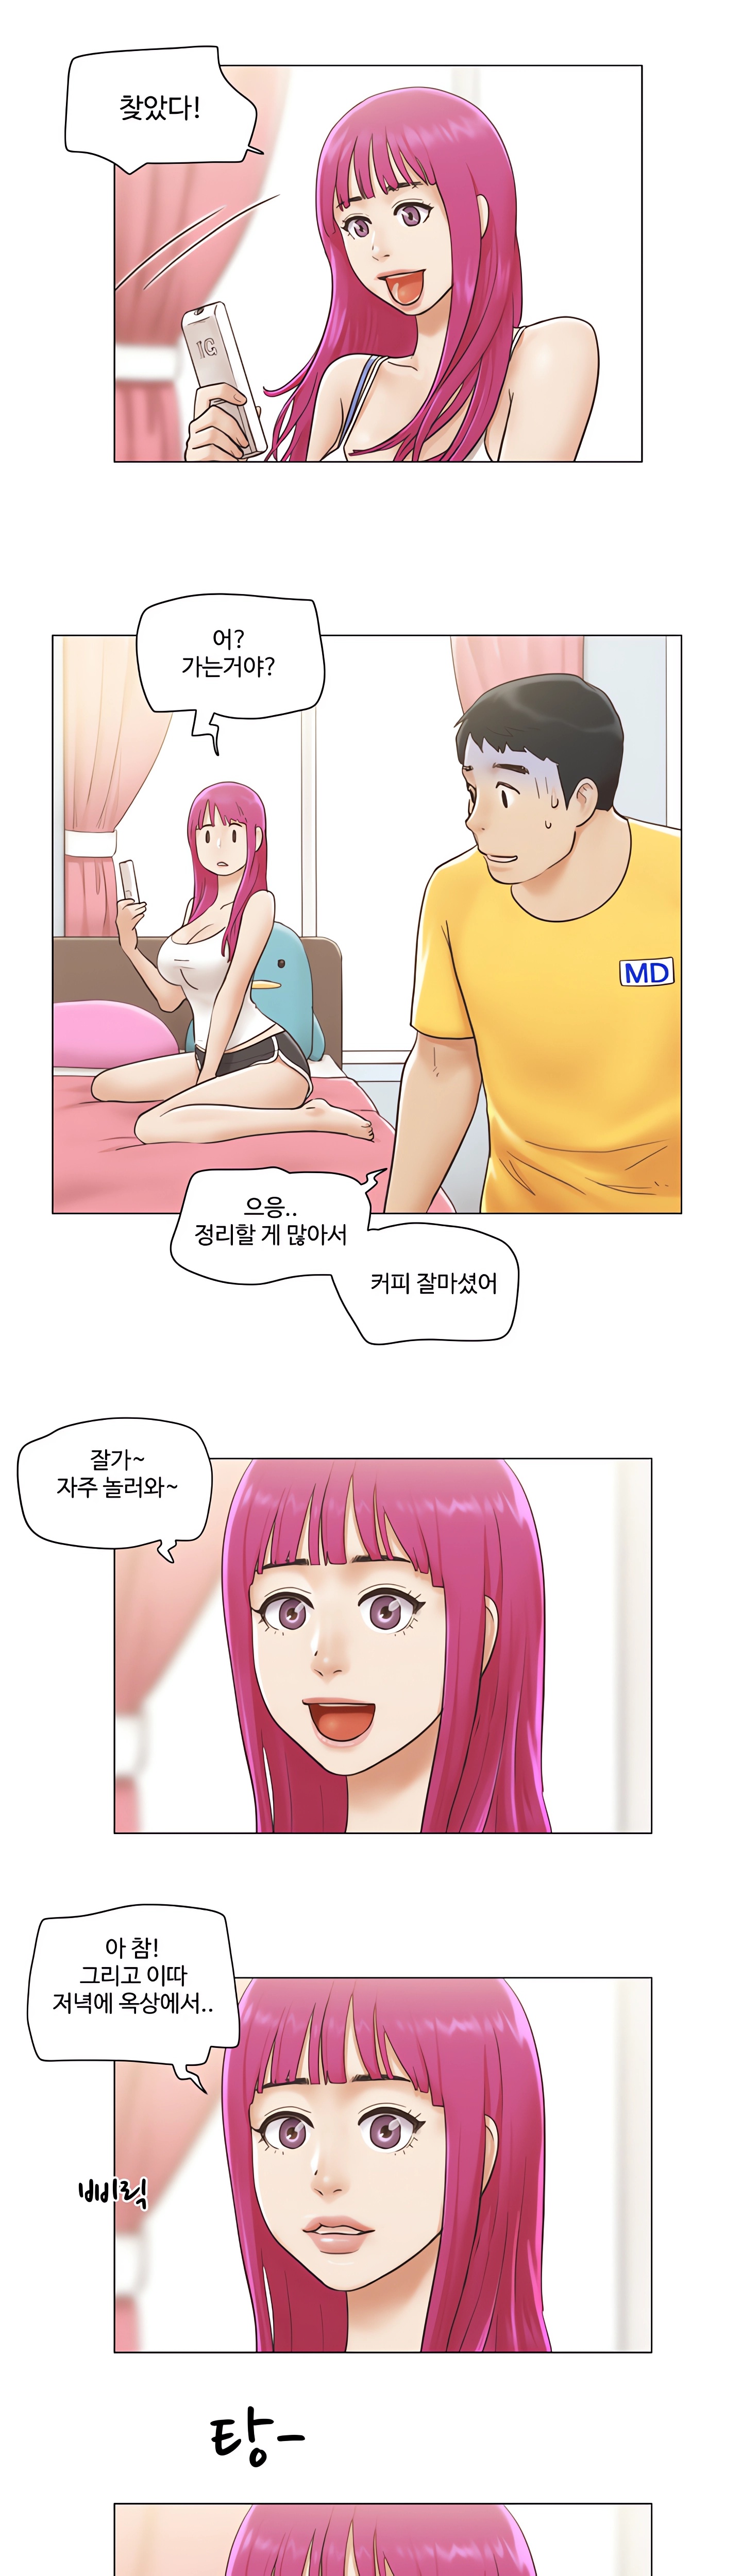 찾았다!
IG
어?
가는거야?
MD
으응..
정리할 게 많아서
커피 잘마셨어
잘가~
자주 놀러와~
아 참!
그리고 이따
저녁에 옥상에서..
삐리릭
탕-